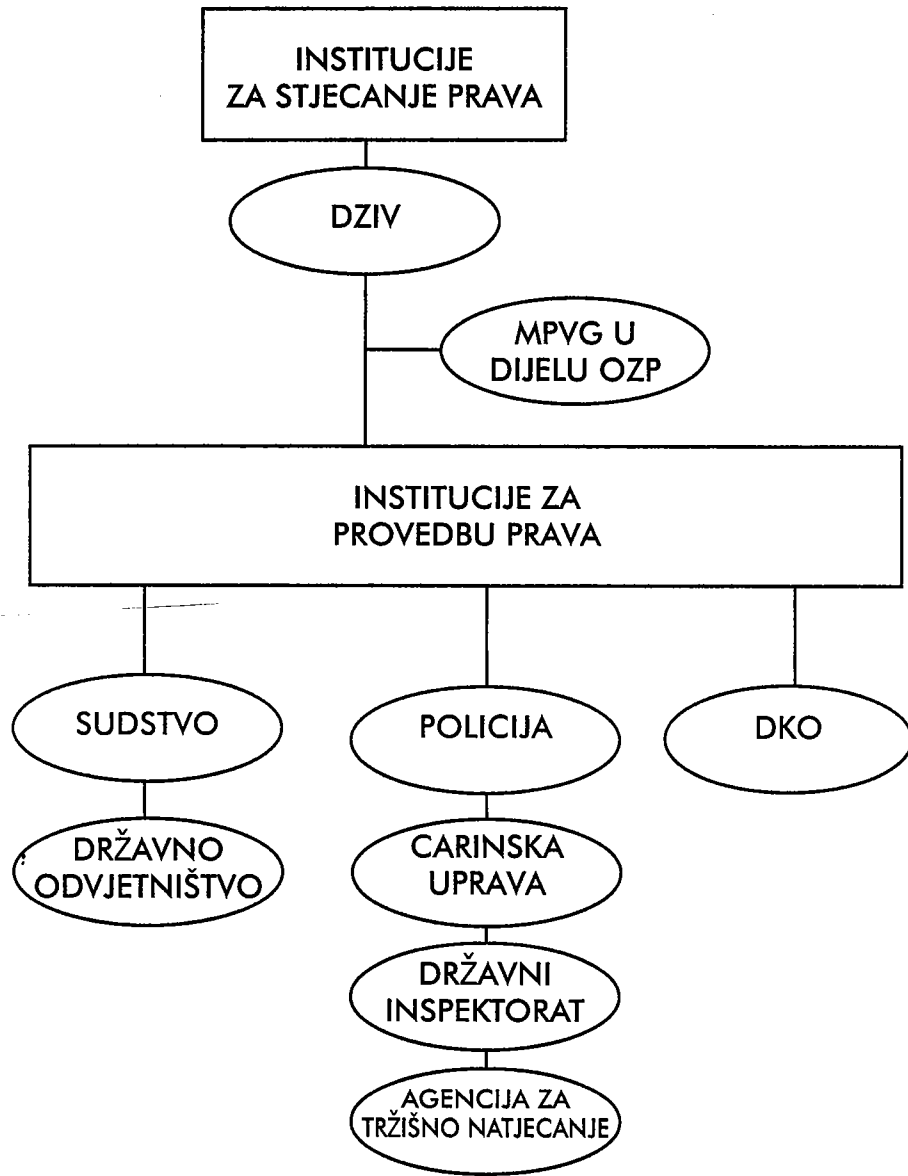 INSTITUCIJE
ZA STJECANJE PRAVA
DZIV
MPVG U
DIJELU OZP
INSTITUCIJE ZA
PROVEDBU PRAVA
SUDSTVO
POLICIJA
DKO
DRŽAVNO
ODVJETNIŠTVO
CARINSKA
UPRAVA
DRŽAVNI
INSPEKTORAT
AGENCIJA ZA
TRŽIŠNO NATJECANJE